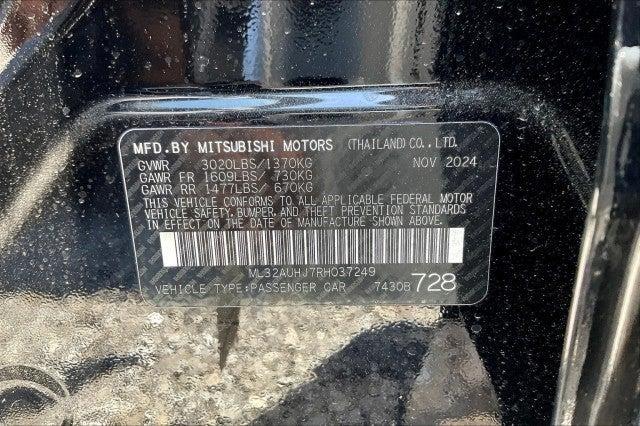 MFD.BY MITSUBISHI MOTORS (THAILAND) CO.,LTD.
GVWR 3020LBS/1370KG NOV 2024
GAWR FR 1609LBS/ 730KG
GAWR RR 1477LBS/ 670KG
THIS VEHICLE CONFORMS TO ALL APPLICABLE FEDERAL MOTOR
VEHICLE SAFETY, BUMPER, AND THEFT PREVENTION STANDARDS
IN EFFECT ON THE DATE OF MANUFACTURE SHOWN ABOVE.
ML32AUHJ7RH037249
VEHICLE TYPE:PASSENGER CAR 7430B 728